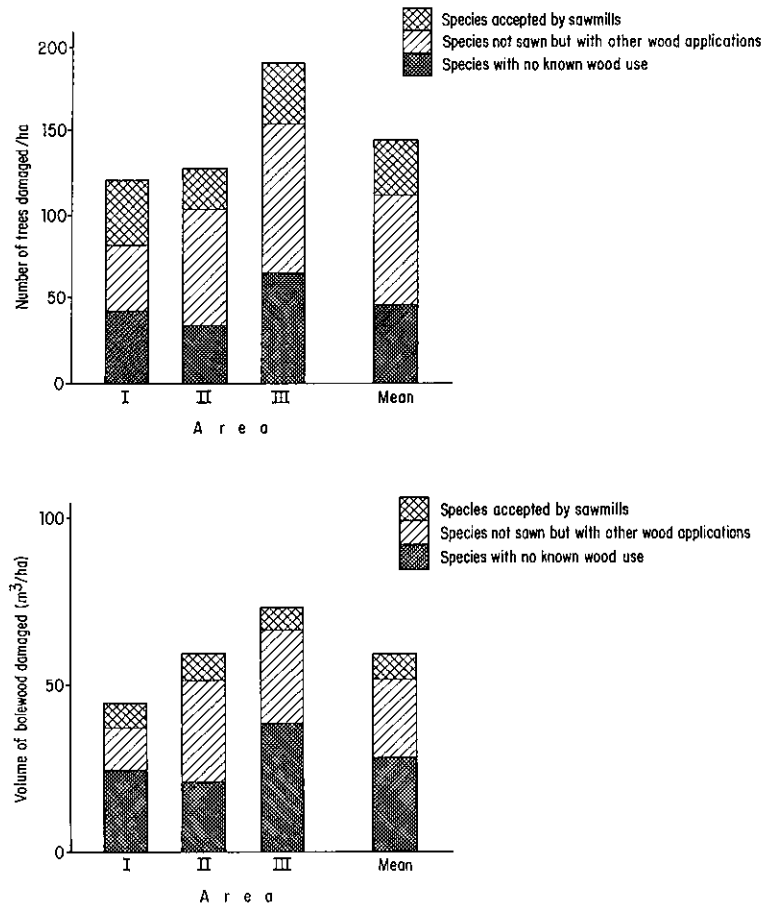 Species accepted by sawmills
Species not sawn but with other wood applications
Species with no known wood use
Number of trees damaged/ha
200
150
100
50
0
I II III Mean
Area
Species accepted by sawmills
Species not sawn but with other wood applications
Species with no known wood use
Volume of bolewood damaged (m³/ha)
100
50
0
I II III Mean
Area